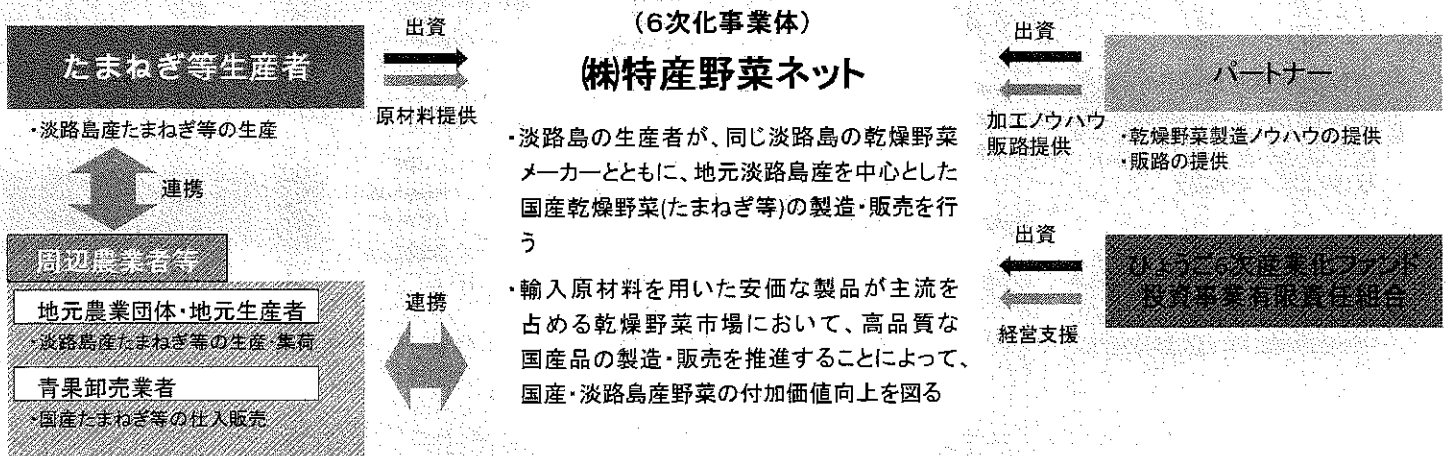 出資
たまねぎ等生産者
原材料提供
・淡路島産たまねぎ等の生産
連携
周辺農業者等
地元農業団体・地元生産者
・淡路島産たまねぎ等の生産・集荷
青果卸売業者
・国産たまねぎ等の仕入販売
連携
(6次化事業体)
㈱特産野菜ネット
・淡路島の生産者が、同じ淡路島の乾燥野菜
メーカーとともに、地元淡路島産を中心とした
国産乾燥野菜(たまねぎ等)の製造・販売を行
う
・輸入原材料を用いた安価な製品が主流を
占める乾燥野菜市場において、高品質な
国産品の製造・販売を推進することによって、
国産・淡路島産野菜の付加価値向上を図る
出資
加工ノウハウ
販路提供
パートナー
・乾燥野菜製造ノウハウの提供
・販路の提供
出資
経営支援
ひょうご6次産業化ファンド
投資事業有限責任組合